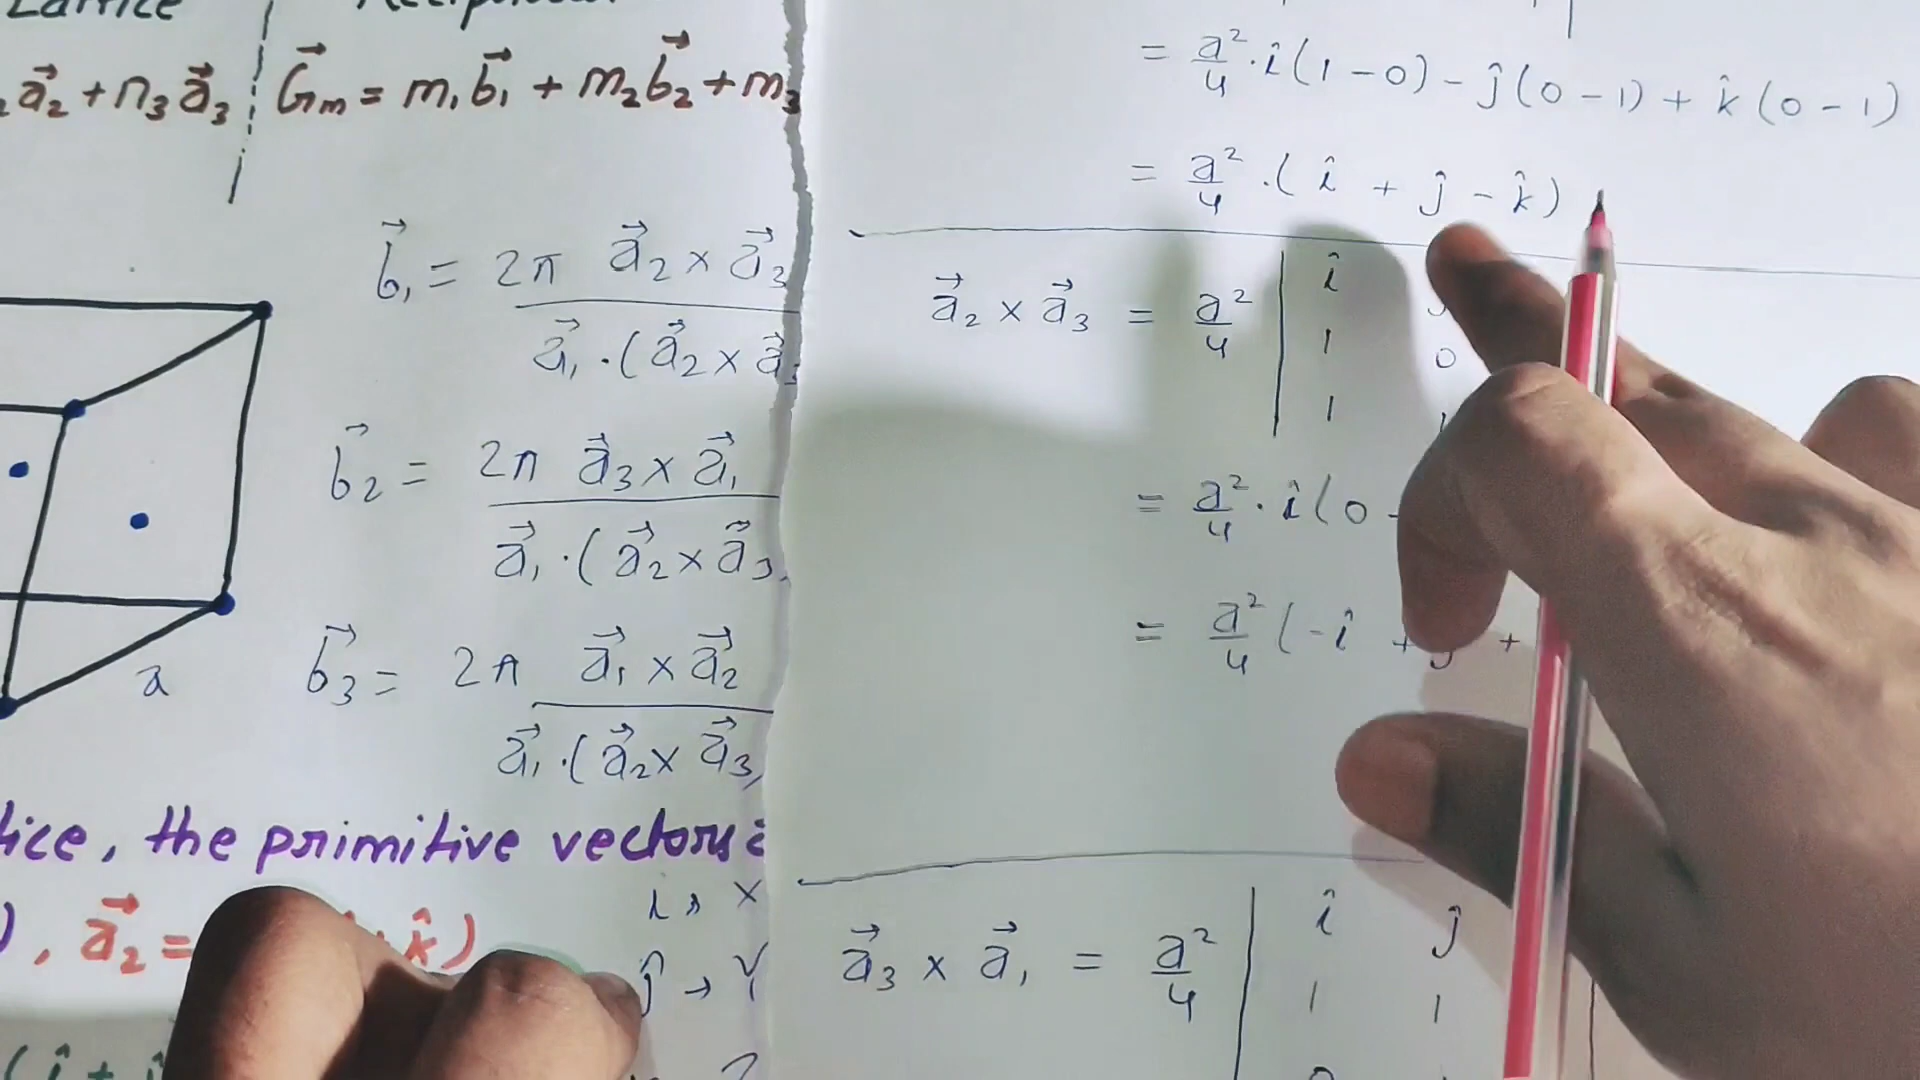 Lattice
₂a⃗₂ + n₃a⃗₃ G⃗m = m₁b⃗₁ + m₂b⃗₂ + m₃
b⃗₁ = 2π a⃗₂ × a⃗₃
a⃗₁ · (a⃗₂ × a⃗₃
b⃗₂ = 2π a⃗₃ × a⃗₁
a⃗₁ · (a⃗₂ × a⃗₃
b⃗₃ = 2π a⃗₁ × a⃗₂
a⃗₁ · (a⃗₂ × a⃗₃
a
tice, the primitive vectors
i → x
), a⃗₂ = k̂)
ĵ → Y
(î +
= a²/4 · î(1 - 0) - ĵ(0 - 1) + k̂(0 - 1)
= a²/4 · (î + ĵ - k̂)
a⃗₂ × a⃗₃ = a²/4 | î
1 0
1
= a²/4 · î(0 -
= a²/4 (-î + ĵ +
a⃗₃ × a⃗₁ = a²/4 | î ĵ
1 1
0